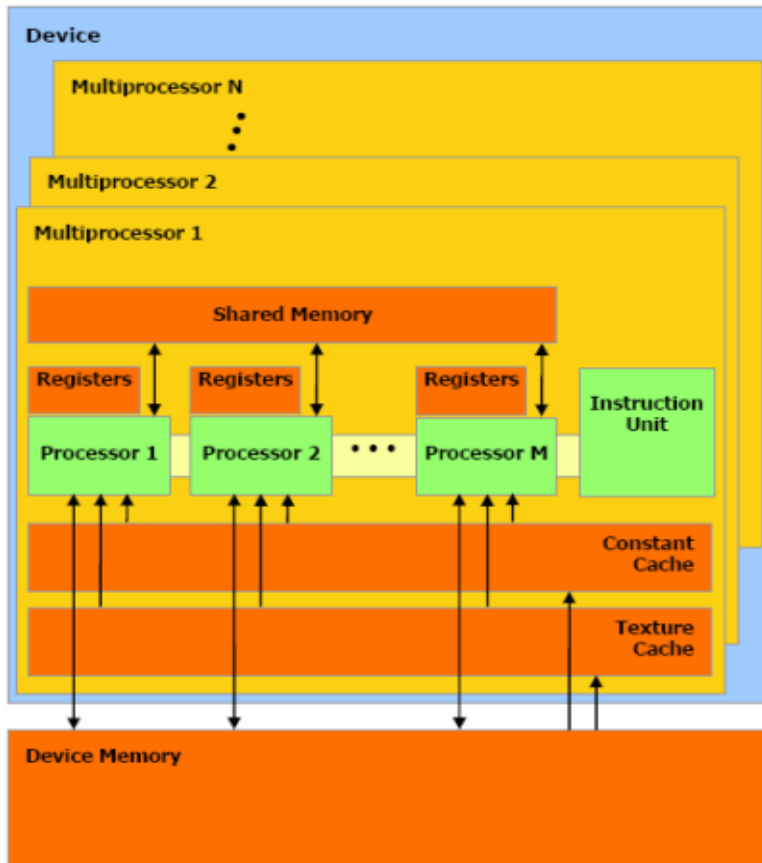 Device
Multiprocessor N
Multiprocessor 2
Multiprocessor 1
Shared Memory
Registers
Registers
Registers
Instruction
Unit
Processor 1
Processor 2
Processor M
Constant
Cache
Texture
Cache
Device Memory